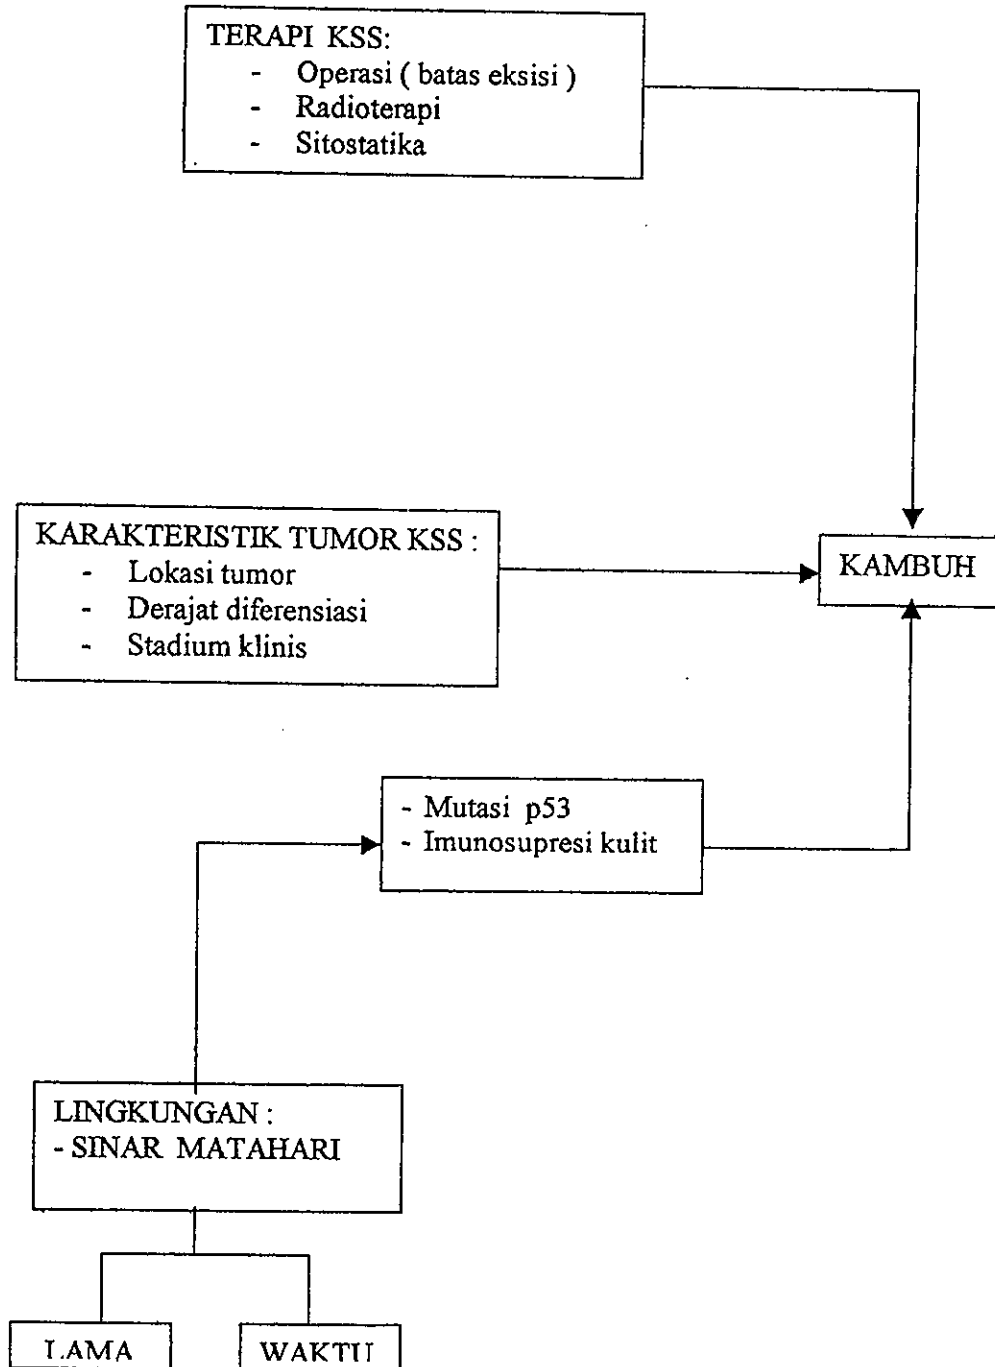 TERAPI KSS:
- Operasi ( batas eksisi )
- Radioterapi
- Sitostatika
KARAKTERISTIK TUMOR KSS :
- Lokasi tumor
- Derajat diferensiasi
- Stadium klinis
KAMBUH
- Mutasi p53
- Imunosupresi kulit
LINGKUNGAN :
- SINAR MATAHARI
LAMA
WAKTU